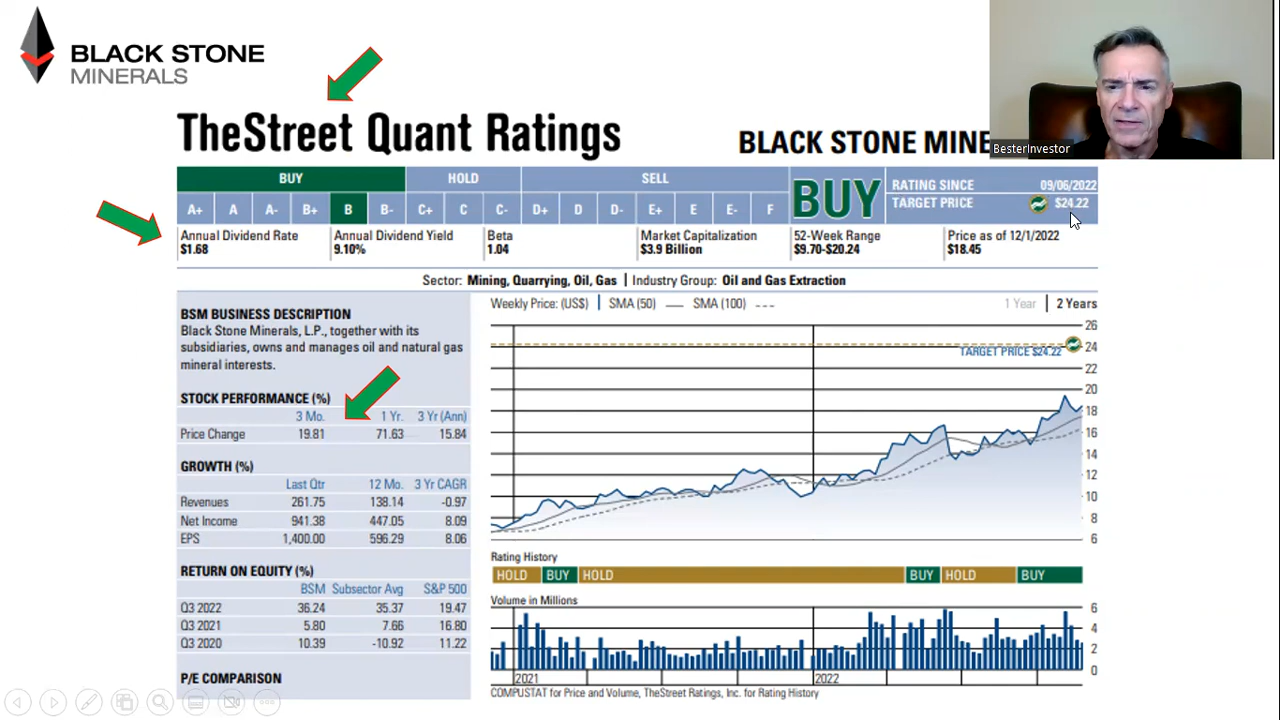 BLACK STONE
MINERALS
TheStreet Quant Ratings
BLACK STONE MINE
BesterInvestor
BUY HOLD SELL
A+ A A- B+ B B- C+ C C- D+ D D- E+ E E- F
BUY
RATING SINCE 09/06/2022
TARGET PRICE $24.22
Annual Dividend Rate
$1.68
Annual Dividend Yield
9.10%
Beta
1.04
Market Capitalization
$3.9 Billion
52-Week Range
$9.70-$20.24
Price as of 12/1/2022
$18.45
Sector: Mining, Quarrying, Oil, Gas | Industry Group: Oil and Gas Extraction
BSM BUSINESS DESCRIPTION
Black Stone Minerals, L.P., together with its
subsidiaries, owns and manages oil and natural gas
mineral interests.
STOCK PERFORMANCE (%)
3 Mo. 1 Yr. 3 Yr (Ann)
Price Change 19.81 71.63 15.84
GROWTH (%)
Last Qtr 12 Mo. 3 Yr CAGR
Revenues 261.75 138.14 -0.97
Net Income 941.38 447.05 8.09
EPS 1,400.00 596.29 8.06
RETURN ON EQUITY (%)
BSM Subsector Avg S&P 500
Q3 2022 36.24 35.37 19.47
Q3 2021 5.80 7.66 16.80
Q3 2020 10.39 -10.92 11.22
P/E COMPARISON
Weekly Price: (US$) SMA (50) SMA (100) 1 Year 2 Years
26
24
22
20
18
16
14
12
10
8
6
TARGET PRICE $24.22
Rating History
HOLD BUY HOLD BUY HOLD BUY
Volume in Millions
6
4
2
0
2021 2022
COMPUSTAT for Price and Volume, TheStreet Ratings, Inc. for Rating History